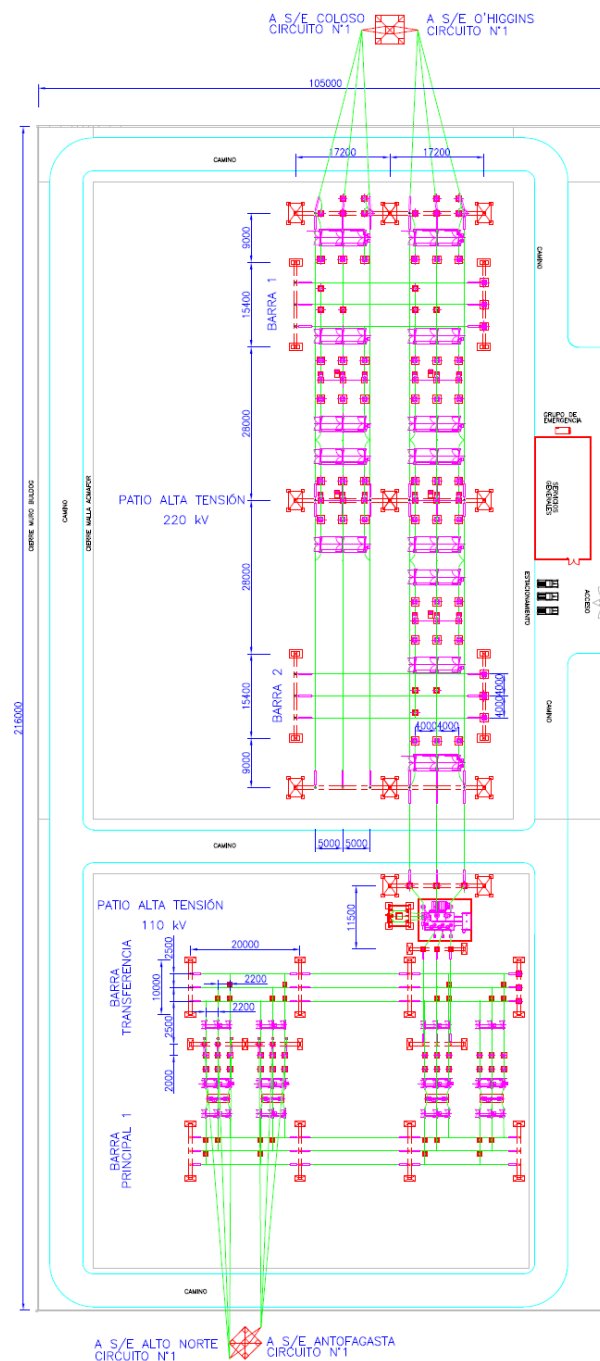 A S/E COLOSO
CIRCUITO N°1
A S/E O'HIGGINS
CIRCUITO N°1
105000
CAMINO
17200
17200
9000
CAMINO
15400
BARRA 1
28000
GRUPO DE
EMERGENCIA
SERVICIOS
GENERALES
CIERRE MURO BULDOG
CAMINO
CIERRE MALLA ACMAFOR
PATIO ALTA TENSIÓN
220 kV
28000
ESTACIONAMIENTO
ACCESO
216000
15400
BARRA 2
4000
4000
CAMINO
4000
4000
9000
CAMINO
5000
5000
PATIO ALTA TENSIÓN
110 kV
11500
20000
2500
BARRA
TRANSFERENCIA
10000
2200
2200
2500
2000
BARRA
PRINCIPAL 1
CAMINO
A S/E ALTO NORTE
CIRCUITO N°1
A S/E ANTOFAGASTA
CIRCUITO N°1